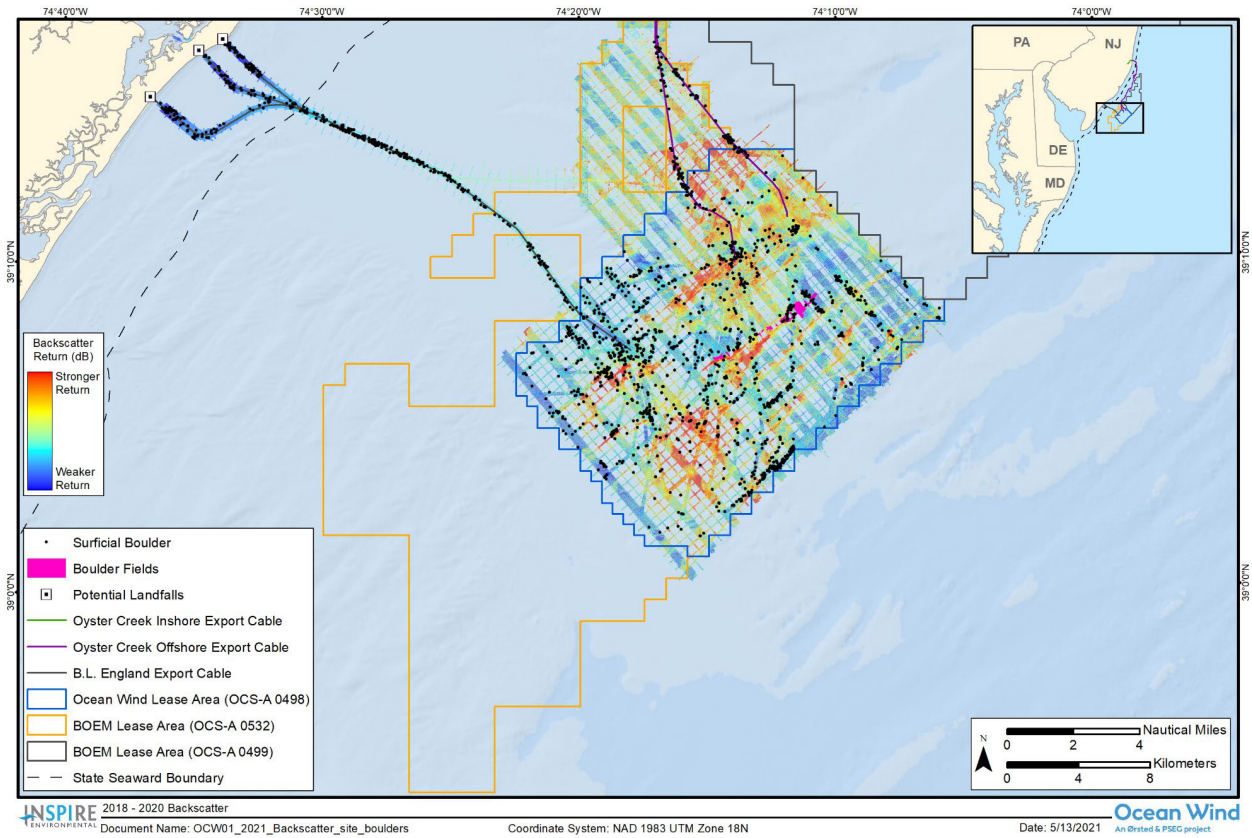 74°40'0"W 74°30'0"W 74°20'0"W 74°10'0"W 74°0'0"W
PA
NJ
DE
MD
39°10'0"N 39°10'0"N
Backscatter
Return (dB)
Stronger
Return
Weaker
Return
39°0'0"N 39°0'0"N
Surficial Boulder
Boulder Fields
Potential Landfalls
Oyster Creek Inshore Export Cable
Oyster Creek Offshore Export Cable
B.L. England Export Cable
Ocean Wind Lease Area (OCS-A 0498)
BOEM Lease Area (OCS-A 0532)
BOEM Lease Area (OCS-A 0499)
State Seaward Boundary
N
Nautical Miles
0 2 4
Kilometers
0 4 8
INSPIRE
ENVIRONMENTAL
2018 - 2020 Backscatter
Document Name: OCW01_2021_Backscatter_site_boulders
Coordinate System: NAD 1983 UTM Zone 18N
Date: 5/13/2021
Ocean Wind
An Ørsted & PSEG project